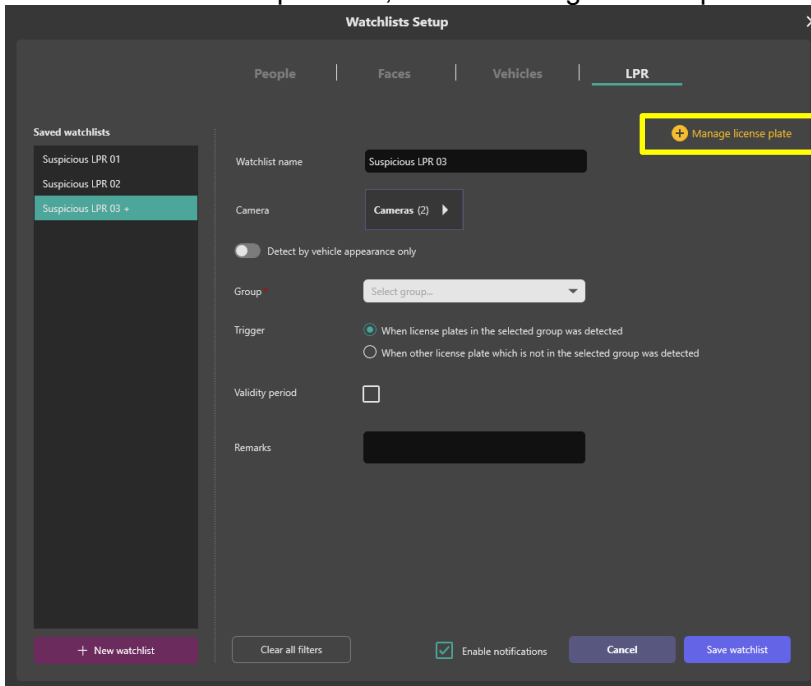 Watchlists Setup
People Faces Vehicles LPR
Saved watchlists
Manage license plate
Suspicious LPR 01
Suspicious LPR 02
Suspicious LPR 03 +
Watchlist name Suspicious LPR 03
Camera Cameras (2)
Detect by vehicle appearance only
Group* Select group...
Trigger When license plates in the selected group was detected
When other license plate which is not in the selected group was detected
Validity period
Remarks
+ New watchlist Clear all filters Enable notifications Cancel Save watchlist